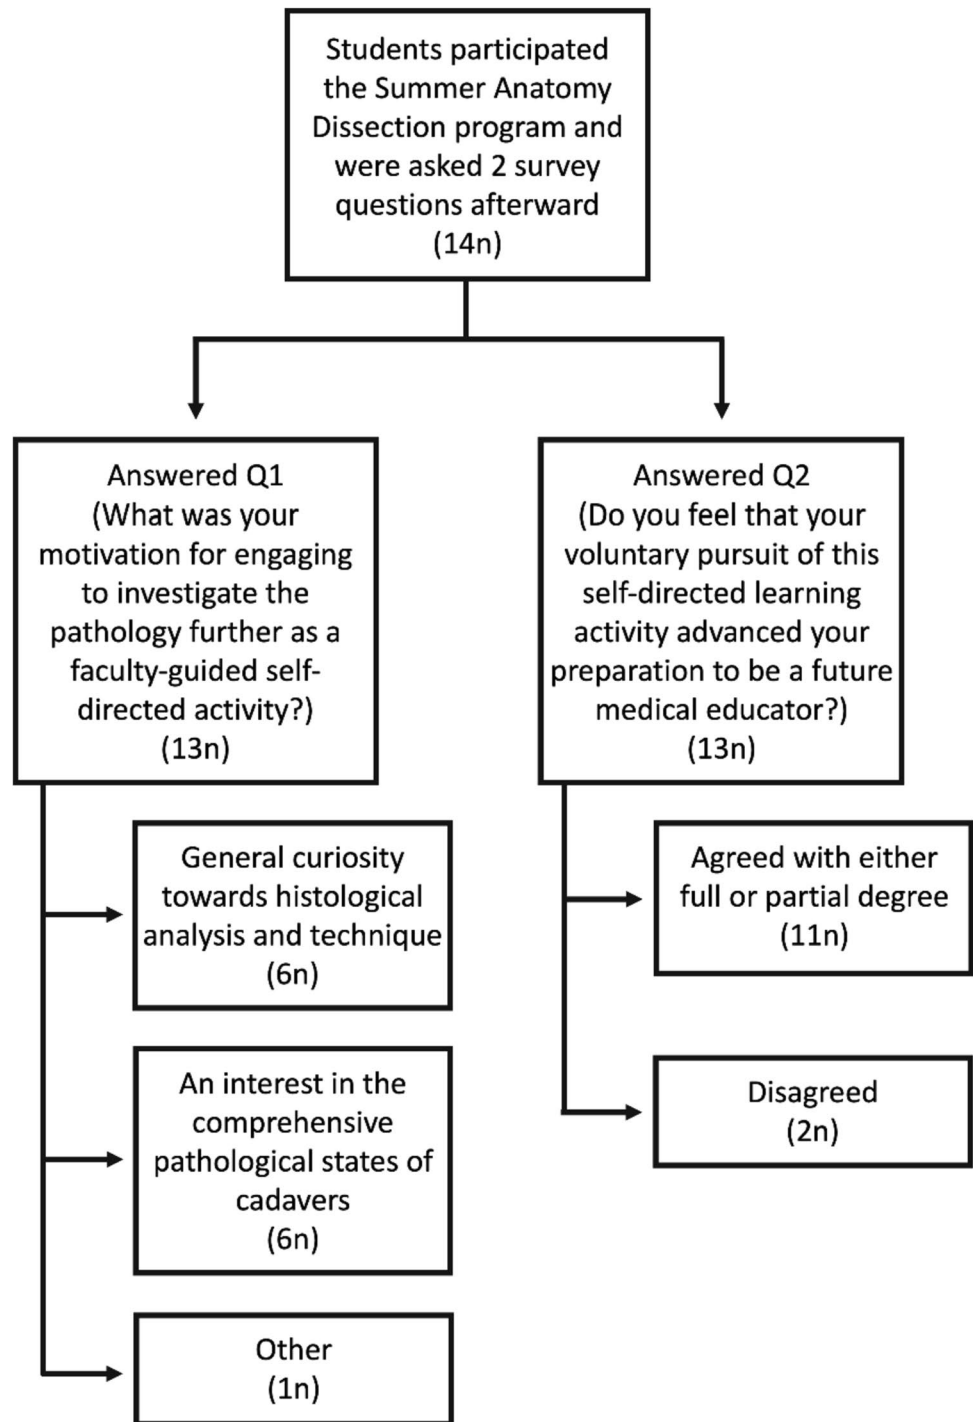 Students participated
the Summer Anatomy
Dissection program and
were asked 2 survey
questions afterward
(14n)
Answered Q1
(What was your
motivation for engaging
to investigate the
pathology further as a
faculty-guided self-
directed activity?)
(13n)
General curiosity
towards histological
analysis and technique
(6n)
An interest in the
comprehensive
pathological states of
cadavers
(6n)
Other
(1n)
Answered Q2
(Do you feel that your
voluntary pursuit of this
self-directed learning
activity advanced your
preparation to be a future
medical educator?)
(13n)
Agreed with either
full or partial degree
(11n)
Disagreed
(2n)